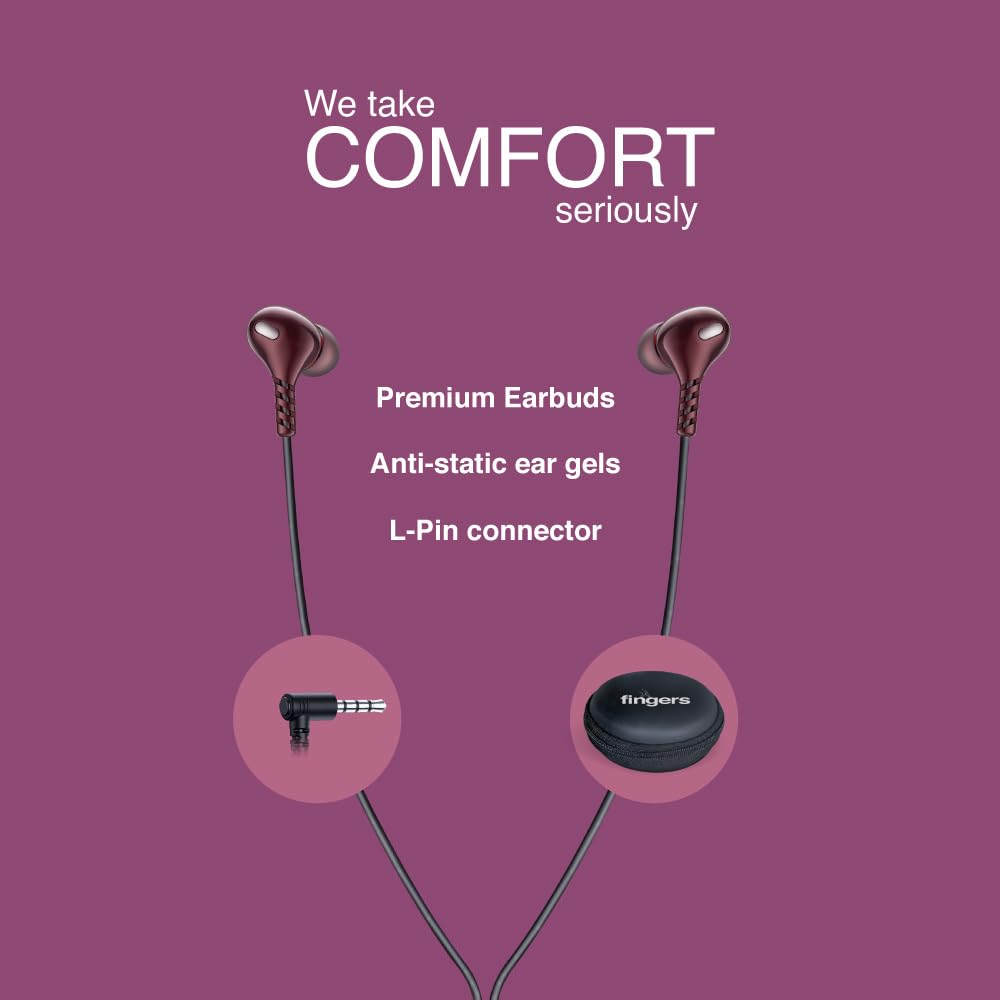 We take
COMFORT
seriously
Premium Earbuds
Anti-static ear gels
L-Pin connector
fingers